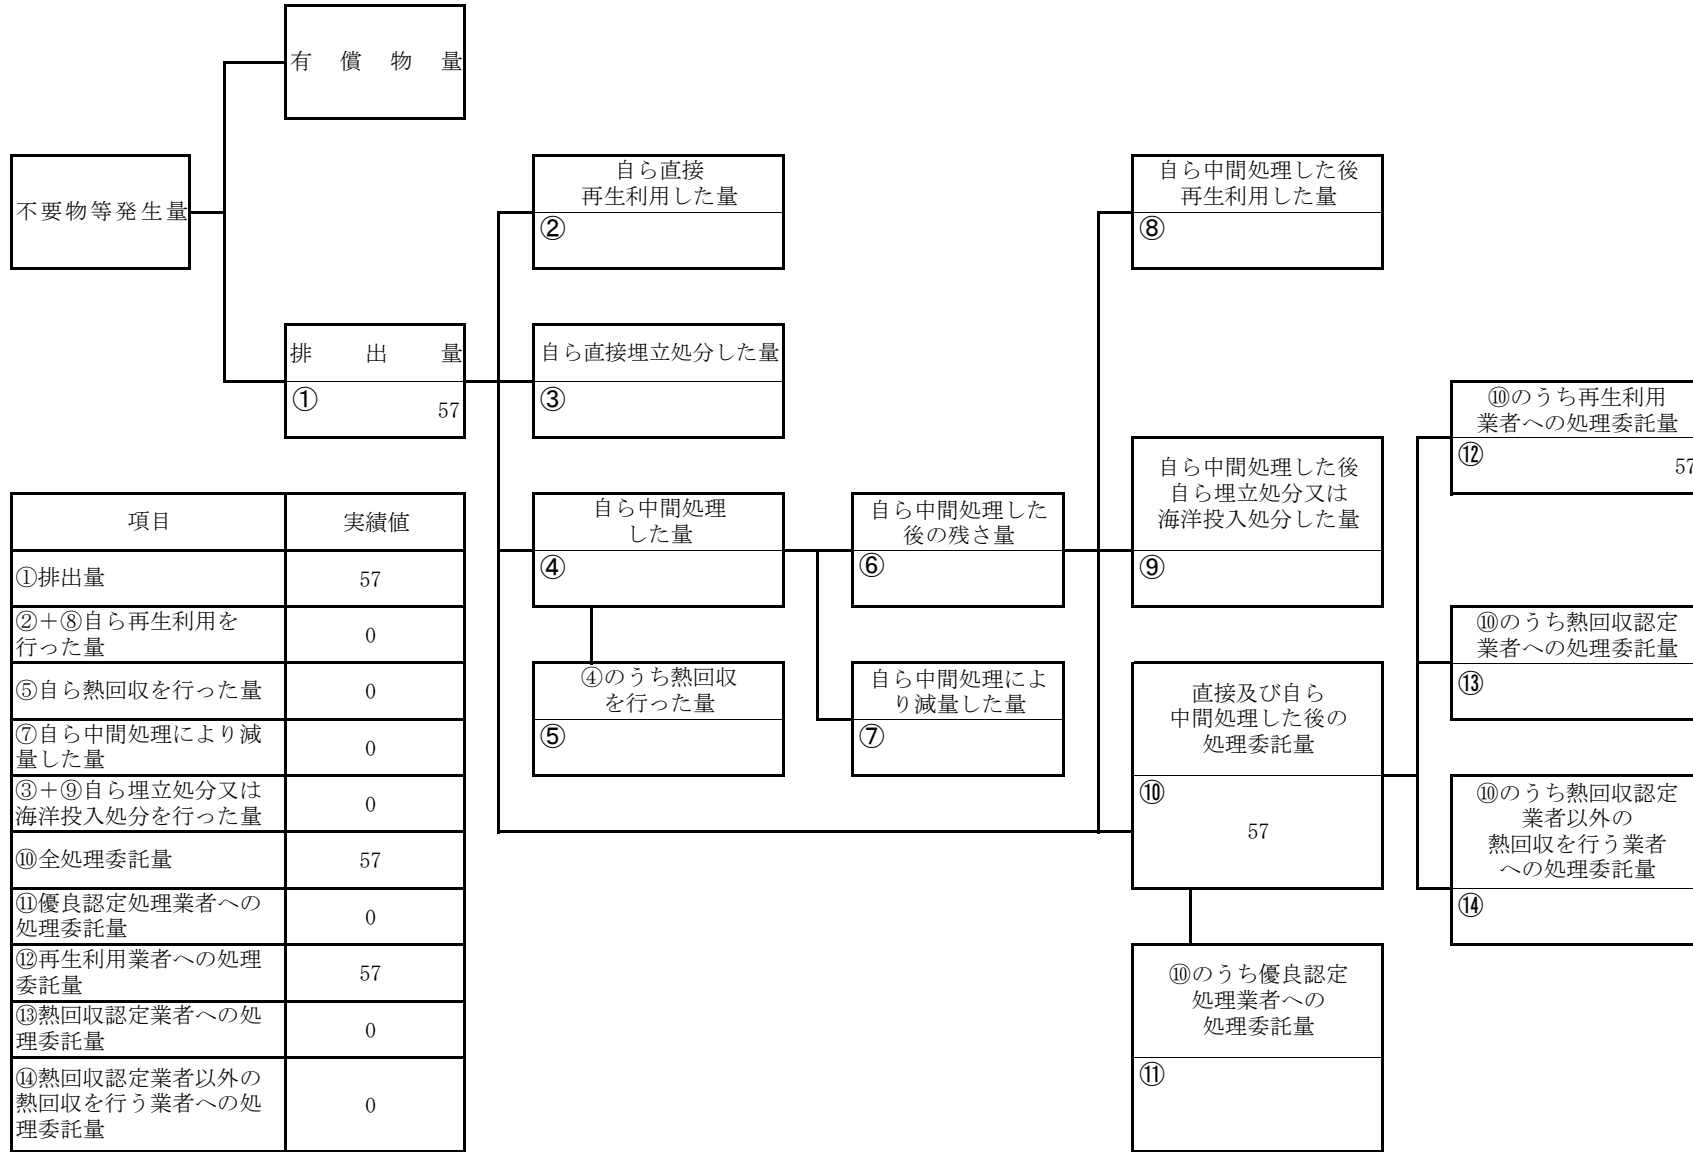 有償物量
不要物等発生量
自ら直接
再生利用した量
②
自ら中間処理した後
再生利用した量
⑧
排出量
①
57
自ら直接埋立処分した量
③
⑩のうち再生利用
業者への処理委託量
⑫
57
自ら中間処理
した量
④
自ら中間処理した
後の残さ量
⑥
自ら中間処理した後
自ら埋立処分又は
海洋投入処分した量
⑨
④のうち熱回収
を行った量
⑤
自ら中間処理によ
り減量した量
⑦
直接及び自ら
中間処理した後の
処理委託量
⑩
57
⑩のうち熱回収認定
業者への処理委託量
⑬
⑩のうち熱回収認定
業者以外の
熱回収を行う業者
への処理委託量
⑭
⑩のうち優良認定
処理業者への
処理委託量
⑪
項目 実績値
①排出量 57
②+⑧自ら再生利用を
行った量 0
⑤自ら熱回収を行った量 0
⑦自ら中間処理により減
量した量 0
③+⑨自ら埋立処分又は
海洋投入処分を行った量 0
⑩全処理委託量 57
⑪優良認定処理業者への
処理委託量 0
⑫再生利用業者への処理
委託量 57
⑬熱回収認定業者への処
理委託量 0
⑭熱回収認定業者以外の
熱回収を行う業者への処
理委託量 0